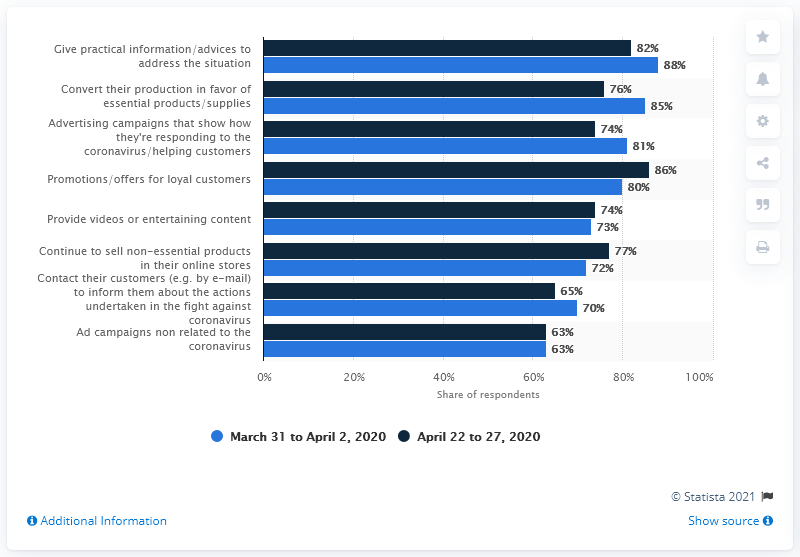 Give practical information/advices to
address the situation
82%
88%
Convert their production in favor of
essential products/supplies
76%
85%
Advertising campaigns that show how
they're responding to the
coronavirus/helping customers
74%
81%
Promotions/offers for loyal customers
86%
80%
Provide videos or entertaining content
74%
73%
Continue to sell non-essential products
in their online stores
77%
72%
Contact their customers (e.g. by e-mail)
to inform them about the actions
undertaken in the fight against
coronavirus
65%
70%
Ad campaigns non related to the
coronavirus
63%
63%
0% 20% 40% 60% 80% 100%
Share of respondents
March 31 to April 2, 2020 April 22 to 27, 2020
© Statista 2021
Additional Information Show source